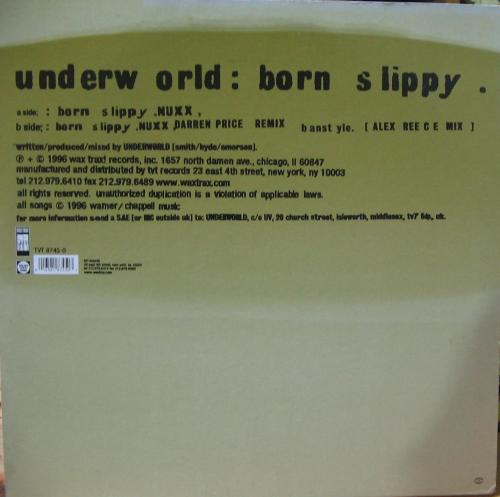 underw orld: born slippy .
a side; : born slippy .NUXX ,
b side; : born slippy .NUXX ,DARREN PRICE REMIX banst yle. [ ALEX REE C E MIX ]
written/produced/mixed by UNDERWORLD [smith/hyde/emerson].
℗ + © 1996 wax trax! records, inc. 1657 north damen ave., chicago, il 60647
manufactured and distributed by tvt records 23 east 4th street, new york, ny 10003
tel 212.979.6410 fax 212.979.6489 www.waxtrax.com
all rights reserved. unauthorized duplication is a violation of applicable laws.
all songs © 1996 warner/chappell music
for more information send a SAE [or IRC outside uk] to: UNDERWORLD, c/o UV, 20 church street, isleworth, middlesex, tw7 6dp, uk.
TVT 8745-0